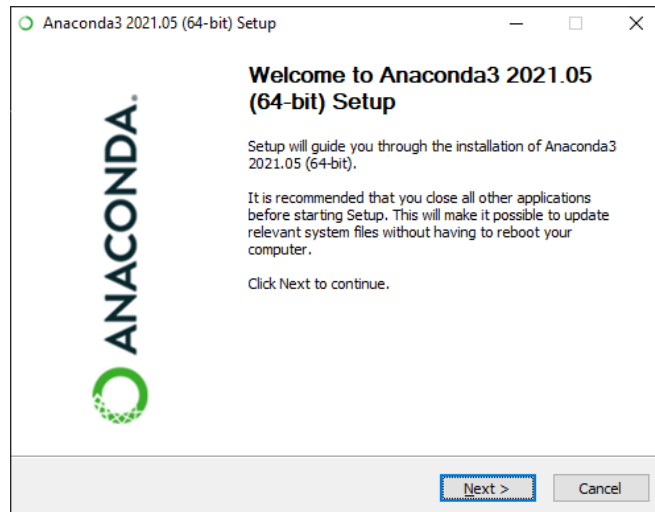 Anaconda3 2021.05 (64-bit) Setup
Welcome to Anaconda3 2021.05
(64-bit) Setup
Setup will guide you through the installation of Anaconda3
2021.05 (64-bit).
It is recommended that you close all other applications
before starting Setup. This will make it possible to update
relevant system files without having to reboot your
computer.
Click Next to continue.
ANACONDA.
Next >
Cancel